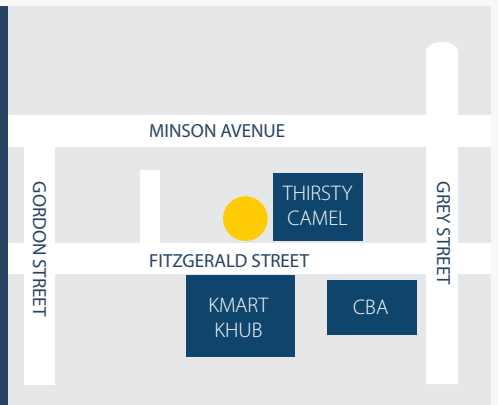 MINSON AVENUE
GORDON STREET
THIRSTY
CAMEL
GREY STREET
FITZGERALD STREET
KMART
KHUB
CBA